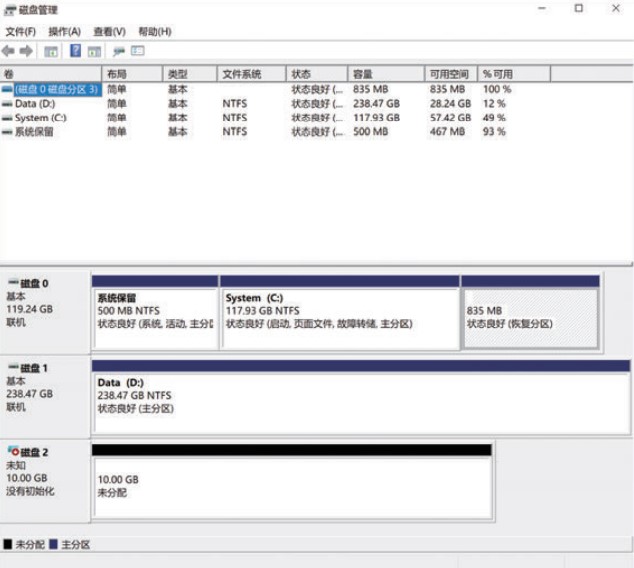 磁盘管理
文件(F) 操作(A) 查看(V) 帮助(H)
卷 布局 类型 文件系统 状态 容量 可用空间 % 可用
(磁盘 0 磁盘分区 3) 简单 基本 状态良好 (... 835 MB 835 MB 100 %
Data (D:) 简单 基本 NTFS 状态良好 (... 238.47 GB 28.24 GB 12 %
System (C:) 简单 基本 NTFS 状态良好 (... 117.93 GB 57.42 GB 49 %
系统保留 简单 基本 NTFS 状态良好 (... 500 MB 467 MB 93 %
磁盘 0
基本
119.24 GB
联机
系统保留
500 MB NTFS
状态良好 (系统, 活动, 主分区
System (C:)
117.93 GB NTFS
状态良好 (启动, 页面文件, 故障转储, 主分区)
835 MB
状态良好 (恢复分区)
磁盘 1
基本
238.47 GB
联机
Data (D:)
238.47 GB NTFS
状态良好 (主分区)
磁盘 2
未知
10.00 GB
没有初始化
10.00 GB
未分配
未分配 主分区